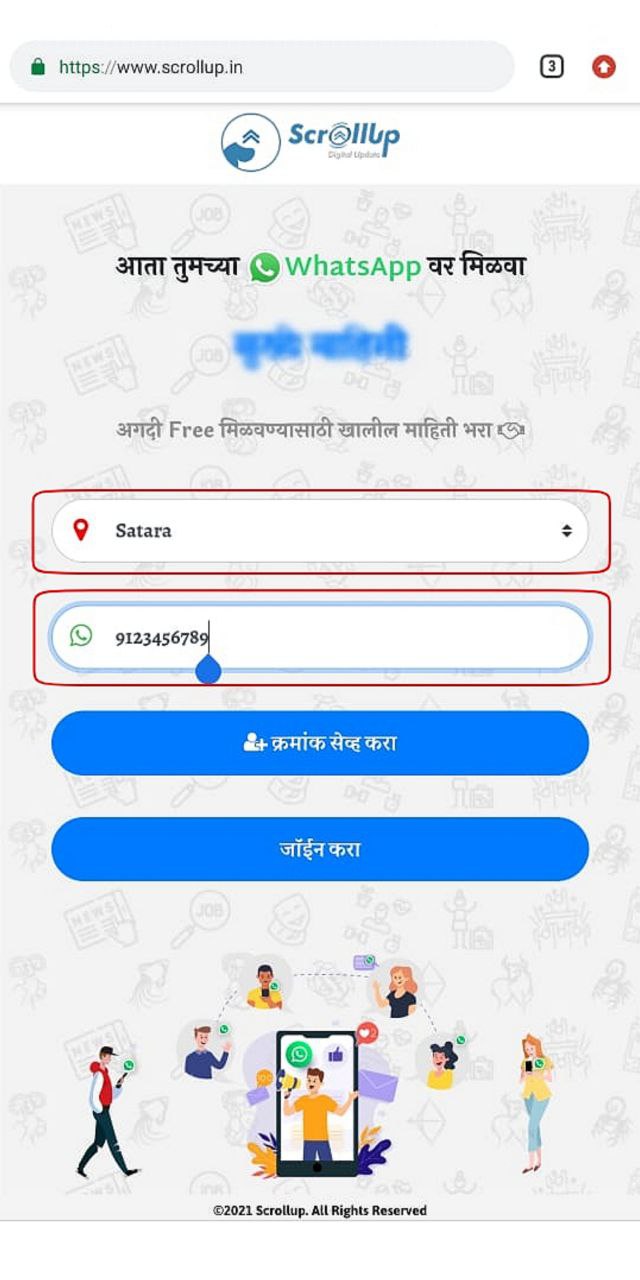 https://www.scrollup.in
3
ScrollUp
Digital Update
आता तुमच्या WhatsApp वर मिळवा
अगदी Free मिळवण्यासाठी खालील माहिती भरा
Satara
9123456789
क्रमांक सेव्ह करा
जॉईन करा
©2021 Scrollup. All Rights Reserved